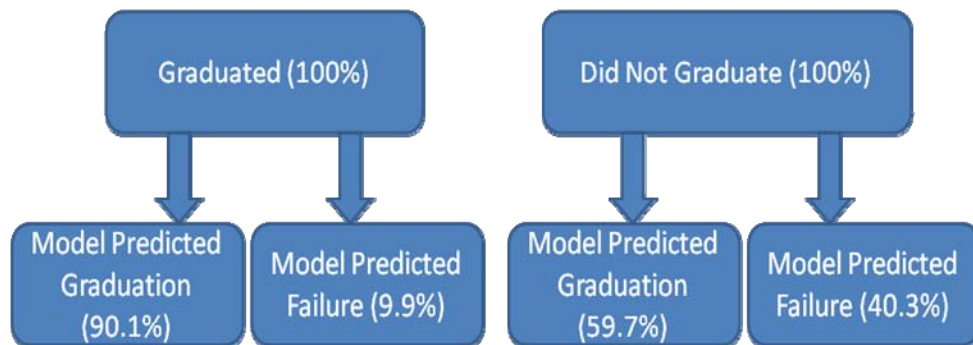 Graduated (100%)
Did Not Graduate (100%)
Model Predicted
Graduation
(90.1%)
Model Predicted
Failure (9.9%)
Model Predicted
Graduation
(59.7%)
Model Predicted
Failure (40.3%)